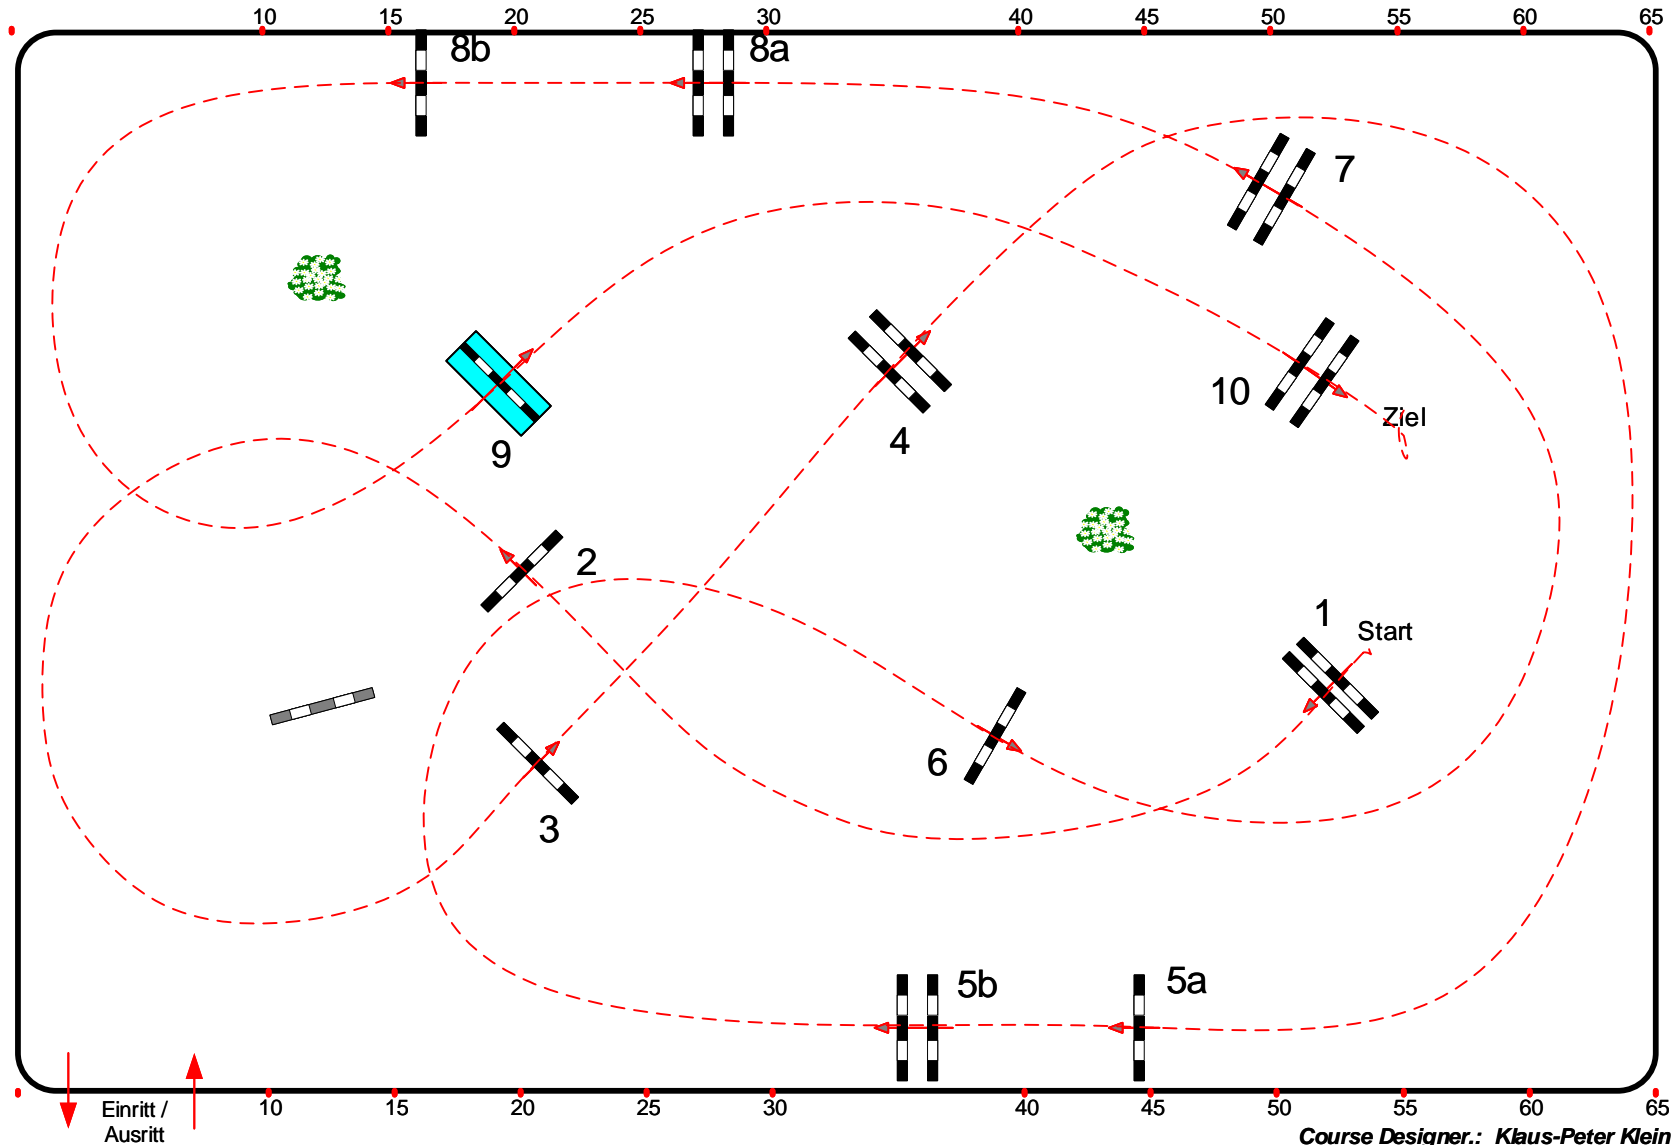 10 15 20 25 30 40 45 50 55 60 65
8b
8a
7
10
Ziel
9
4
2
1
Start
6
3
5b
5a
10 15 20 25 30 40 45 50 55 60 65
Einritt /
Ausritt
Course Designer.: Klaus-Peter Klein